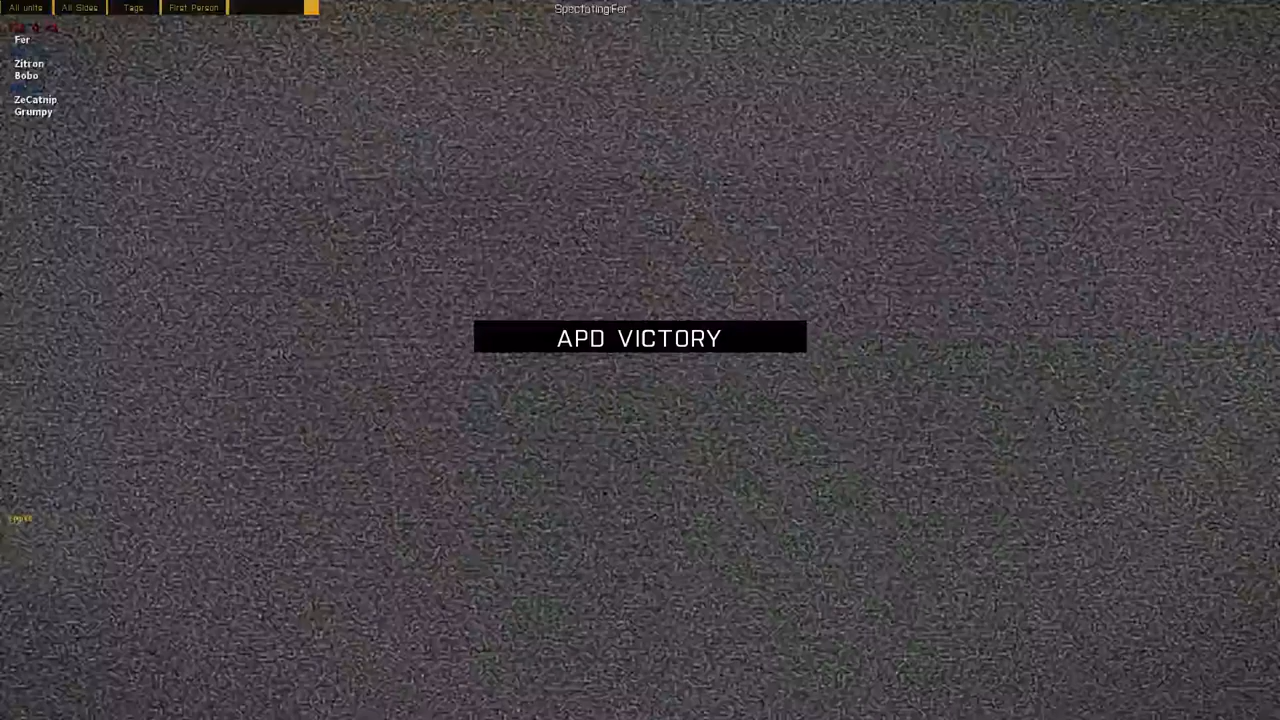 All units All Sides Tags First Person
Spectating:Fer
Fer
Zitron
Bobo
ZeCatnip
Grumpy
APD VICTORY